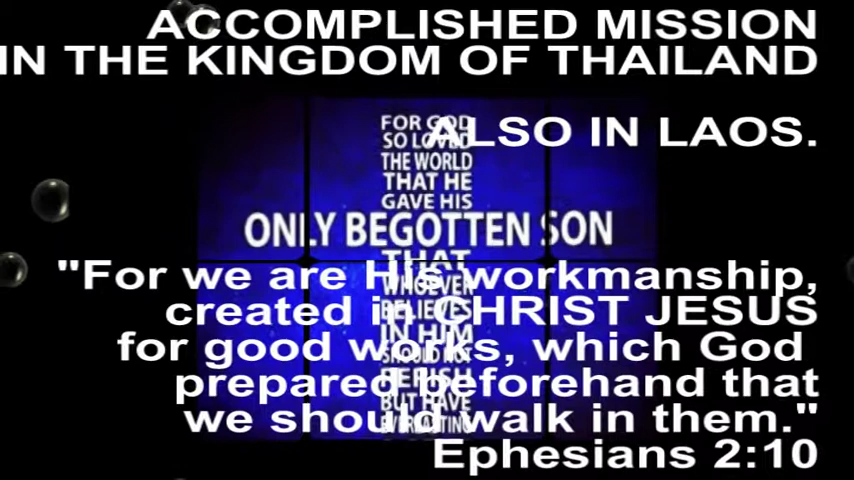 ACCOMPLISHED MISSION
IN THE KINGDOM OF THAILAND
ALSO IN LAOS.
"For we are His workmanship,
created in CHRIST JESUS
for good works, which God
prepared beforehand that
we should walk in them."
Ephesians 2:10
FOR GOD
SO LOVED
THE WORLD
THAT HE
GAVE HIS
ONLY BEGOTTEN SON
THAT
WHOEVER
BELIEVES
IN HIM
SHOULD NOT
PERISH
BUT HAVE
EVERLASTING